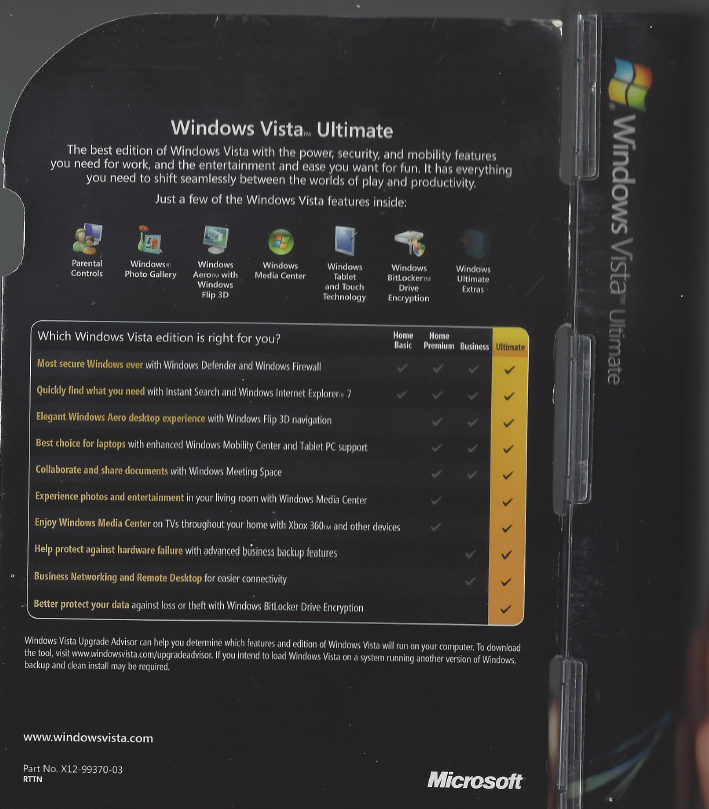 Windows Vista™ Ultimate
The best edition of Windows Vista with the power, security, and mobility features
you need for work, and the entertainment and ease you want for fun. It has everything
you need to shift seamlessly between the worlds of play and productivity.
Just a few of the Windows Vista features inside:
Parental
Controls
Windows®
Photo Gallery
Windows
Aero™ with
Windows
Flip 3D
Windows
Media Center
Windows
Tablet
and Touch
Technology
Windows
BitLocker™
Drive
Encryption
Windows
Ultimate
Extras
Which Windows Vista edition is right for you?
Home
Basic
Home
Premium
Business
Ultimate
Most secure Windows ever with Windows Defender and Windows Firewall
Quickly find what you need with Instant Search and Windows Internet Explorer® 7
Elegant Windows Aero desktop experience with Windows Flip 3D navigation
Best choice for laptops with enhanced Windows Mobility Center and Tablet PC support
Collaborate and share documents with Windows Meeting Space
Experience photos and entertainment in your living room with Windows Media Center
Enjoy Windows Media Center on TVs throughout your home with Xbox 360™ and other devices
Help protect against hardware failure with advanced business backup features
Business Networking and Remote Desktop for easier connectivity
Better protect your data against loss or theft with Windows BitLocker Drive Encryption
Windows Vista Upgrade Advisor can help you determine which features and edition of Windows Vista will run on your computer. To download
the tool, visit www.windowsvista.com/upgradeadvisor. If you intend to load Windows Vista on a system running another version of Windows,
backup and clean install may be required.
www.windowsvista.com
Part No. X12-99370-03
RTTN
Microsoft
Windows Vista™ Ultimate